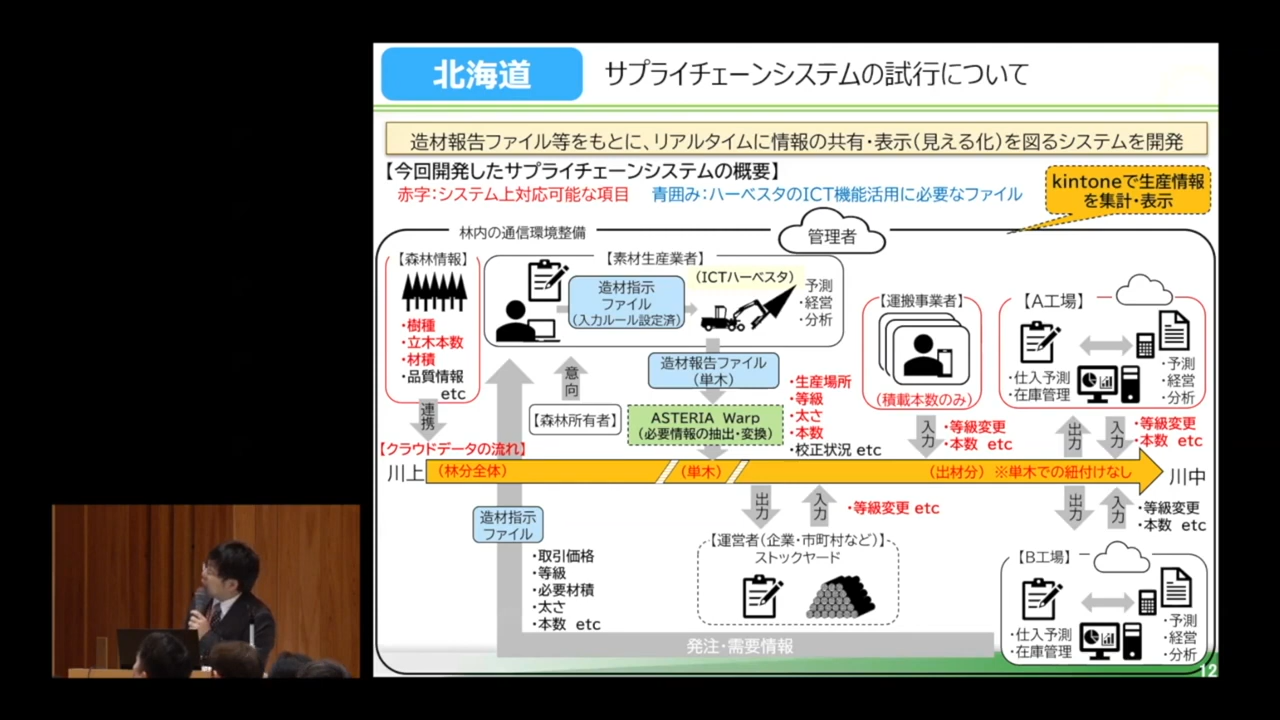 北海道
サプライチェーンシステムの試行について
造材報告ファイル等をもとに、リアルタイムに情報の共有・表示(見える化)を図るシステムを開発
【今回開発したサプライチェーンシステムの概要】
赤字:システム上対応可能な項目
青囲み:ハーベスタのICT機能活用に必要なファイル
kintoneで生産情報
を集計・表示
林内の通信環境整備
管理者
【森林情報】
・樹種
・立木本数
・材積
・品質情報
etc
連携
【素材生産業者】
造材指示
ファイル
(入力ルール設定済)
(ICTハーベスタ)
・予測
・経営
・分析
意向
【森林所有者】
造材報告ファイル
(単木)
ASTERIA Warp
(必要情報の抽出・変換)
・生産場所
・等級
・太さ
・本数
・校正状況 etc
【運搬事業者】
(積載本数のみ)
入力
・等級変更
・本数 etc
【A工場】
・仕入予測
・在庫管理
・予測
・経営
・分析
出力
入力
・等級変更
・本数 etc
【クラウドデータの流れ】
川上
(林分全体)
(単木)
(出材分) ※単木での紐付けなし
川中
造材指示
ファイル
・取引価格
・等級
・必要材積
・太さ
・本数 etc
出力
入力
・等級変更 etc
【運営者(企業・市町村など)】
ストックヤード
出力
入力
・等級変更
・本数 etc
【B工場】
・仕入予測
・在庫管理
・予測
・経営
・分析
発注・需要情報
12